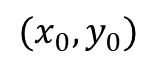 (x₀, y₀)